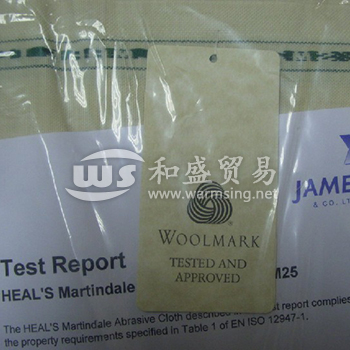 WS 和盛贸易
www.warmsing.net
JAME
& CO., LT
WOOLMARK
TESTED AND
APPROVED
Test Report
HEAL'S Martindale M25
The HEAL'S Martindale Abrasive Cloth described report complies
the property requirements specified in Table 1 of EN ISO 12947-1.